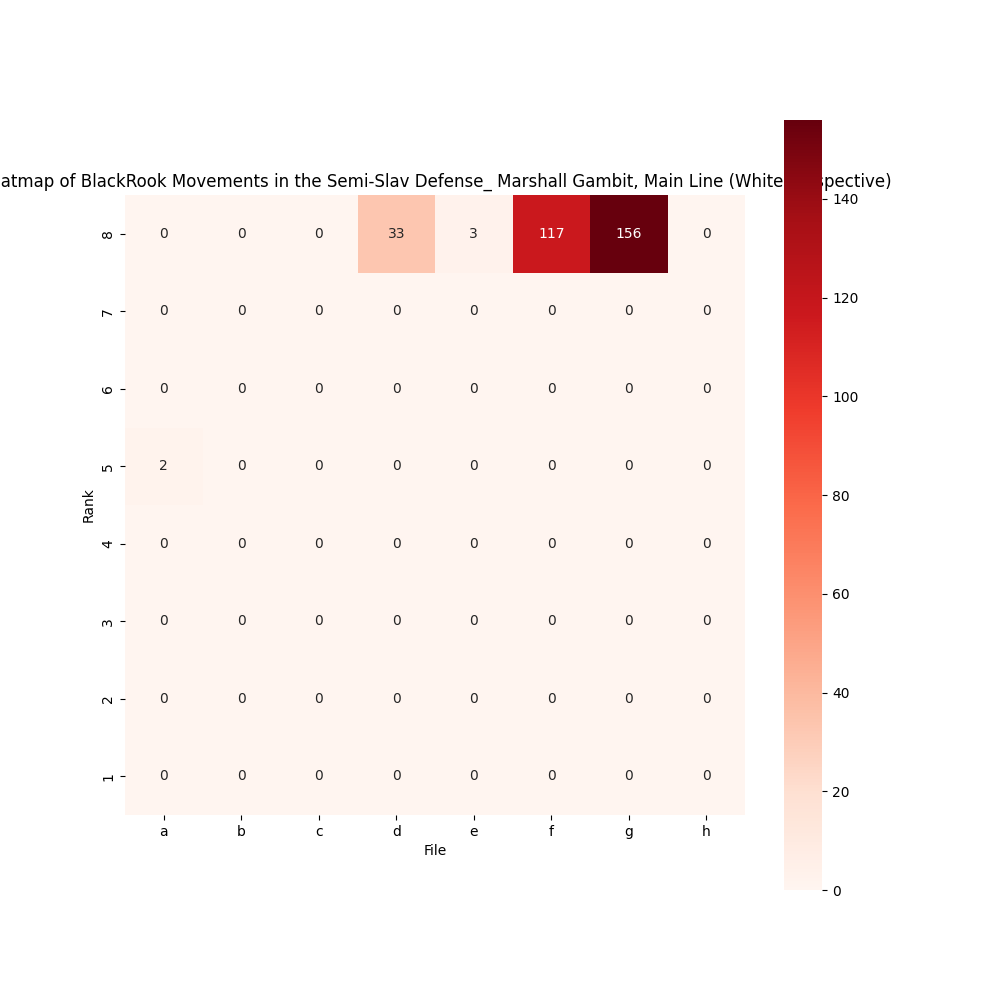 atmap of BlackRook Movements in the Semi-Slav Defense_ Marshall Gambit, Main Line (White spective)
8 0 0 0 33 3 117 156 0
7 0 0 0 0 0 0 0 0
6 0 0 0 0 0 0 0 0
5 2 0 0 0 0 0 0 0
4 0 0 0 0 0 0 0 0
3 0 0 0 0 0 0 0 0
2 0 0 0 0 0 0 0 0
1 0 0 0 0 0 0 0 0
Rank
a b c d e f g h
File
140
120
100
80
60
40
20
0